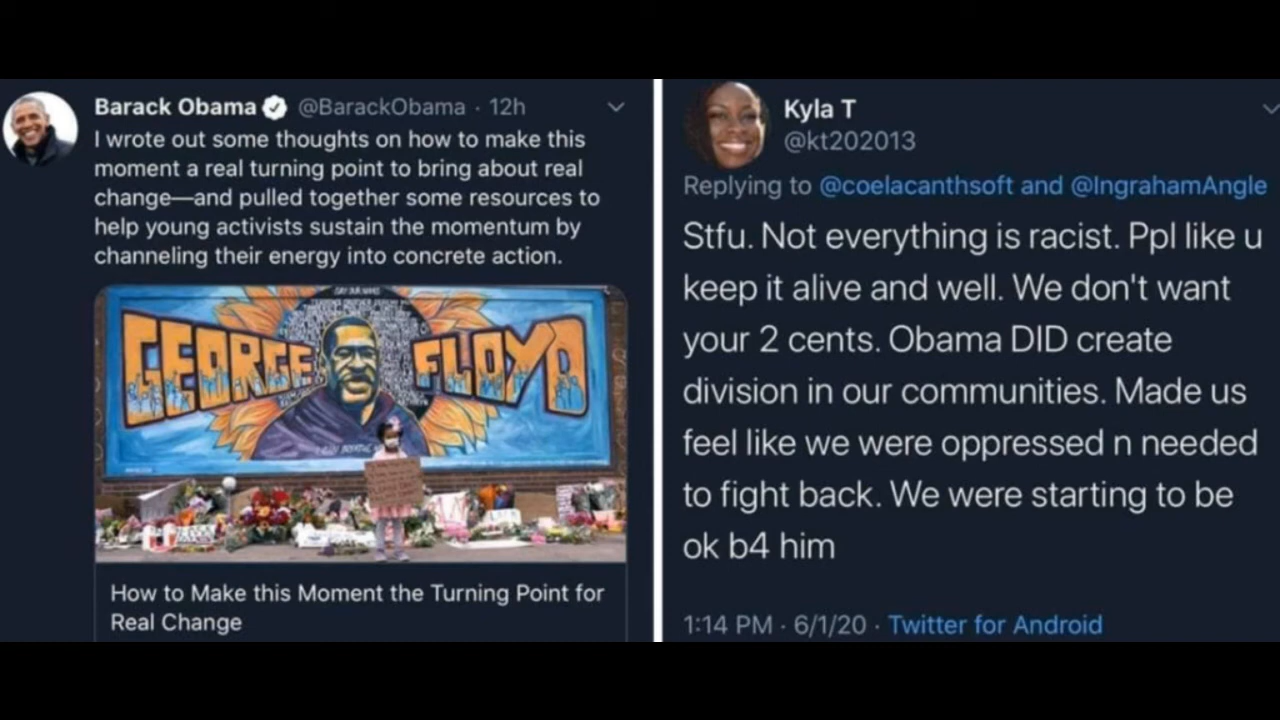 Barack Obama @BarackObama · 12h
I wrote out some thoughts on how to make this
moment a real turning point to bring about real
change—and pulled together some resources to
help young activists sustain the momentum by
channeling their energy into concrete action.
GEORGE FLOYD
How to Make this Moment the Turning Point for
Real Change
Kyla T
@kt202013
Replying to @coelacanthsoft and @IngrahamAngle
Stfu. Not everything is racist. Ppl like u
keep it alive and well. We don't want
your 2 cents. Obama DID create
division in our communities. Made us
feel like we were oppressed n needed
to fight back. We were starting to be
ok b4 him
1:14 PM · 6/1/20 · Twitter for Android